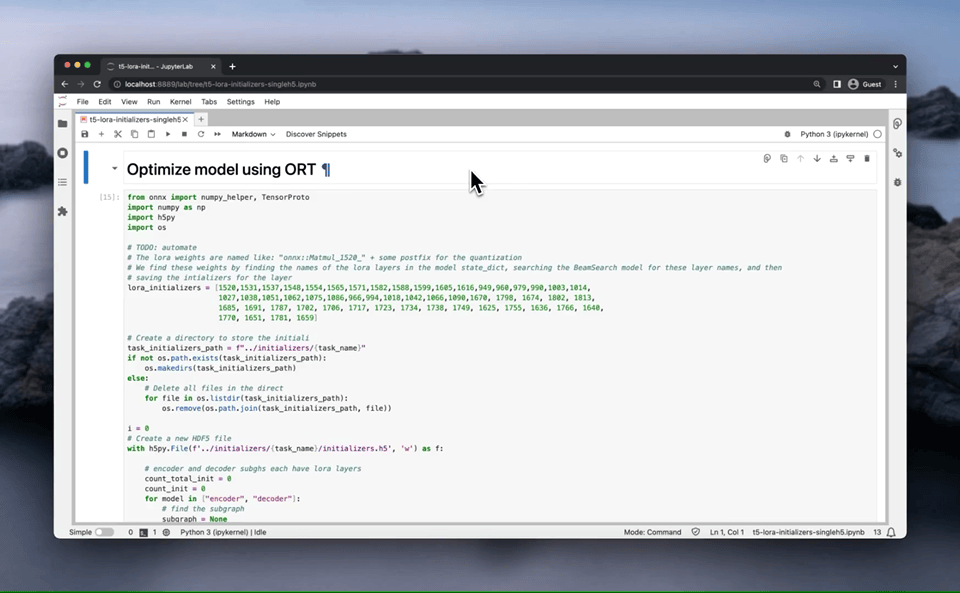 t5-lora-init... - JupyterLab
localhost:8889/lab/tree/t5-lora-initializers-singleh5.ipynb
Guest
File Edit View Run Kernel Tabs Settings Help
t5-lora-initializers-singleh5
Markdown Discover Snippets Python 3 (ipykernel)
Optimize model using ORT ¶
[15]:
from onnx import numpy_helper, TensorProto
import numpy as np
import h5py
import os
# TODO: automate
# The lora weights are named like: "onnx::Matmul_1520_" + some postfix for the quantization
# We find these weights by finding the names of the lora layers in the model state_dict, searching the BeamSearch model for these layer names, and then
# saving the intializers for the layer
lora_initializers = [1520,1531,1537,1548,1554,1565,1571,1582,1588,1599,1605,1616,949,960,979,990,1003,1014,
1027,1038,1051,1062,1075,1086,966,994,1018,1042,1066,1090,1670, 1798, 1674, 1802, 1813,
1685, 1691, 1787, 1702, 1706, 1717, 1723, 1734, 1738, 1749, 1625, 1755, 1636, 1766, 1640,
1770, 1651, 1781, 1659]
# Create a directory to store the initiali
task_initializers_path = f"../initializers/{task_name}"
if not os.path.exists(task_initializers_path):
os.makedirs(task_initializers_path)
else:
# Delete all files in the direct
for file in os.listdir(task_initializers_path):
os.remove(os.path.join(task_initializers_path, file))
i = 0
# Create a new HDF5 file
with h5py.File(f'../initializers/{task_name}/initializers.h5', 'w') as f:
# encoder and decoder subghs each have lora layers
count_total_init = 0
count_init = 0
for model in ["encoder", "decoder"]:
# find the subgraph
subgraph = None
Simple 0 1 Python 3 (ipykernel) | Idle Mode: Command Ln 1, Col 1 t5-lora-initializers-singleh5.ipynb 13